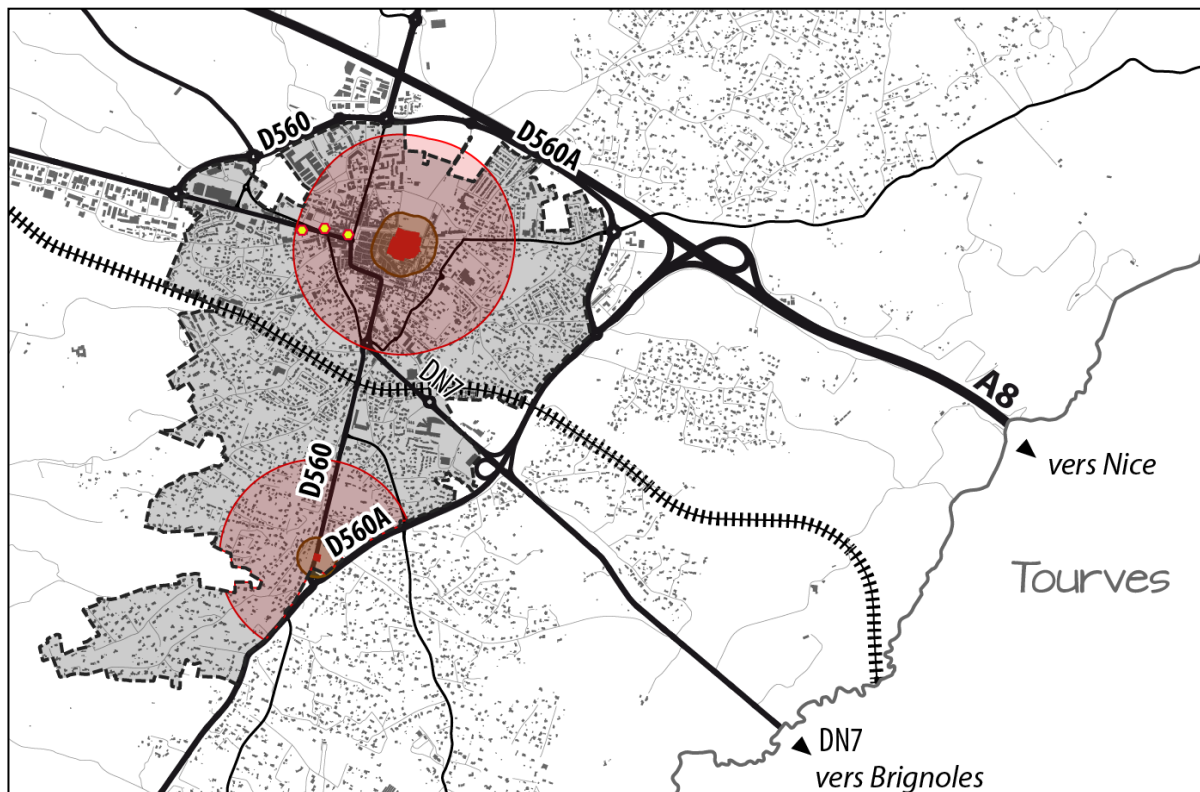 D560
D560A
DN7
A8
vers Nice
D560
D560A
Tourves
DN7
vers Brignoles